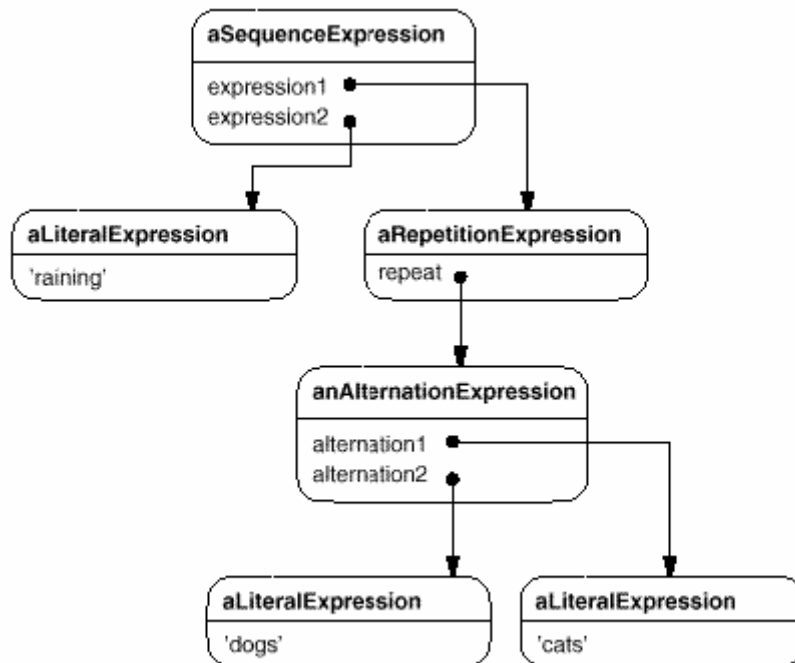 aSequenceExpression
expression1
expression2
aLiteralExpression
'raining'
aRepetitionExpression
repeat
anAlternationExpression
alternation1
alternation2
aLiteralExpression
'dogs'
aLiteralExpression
'cats'